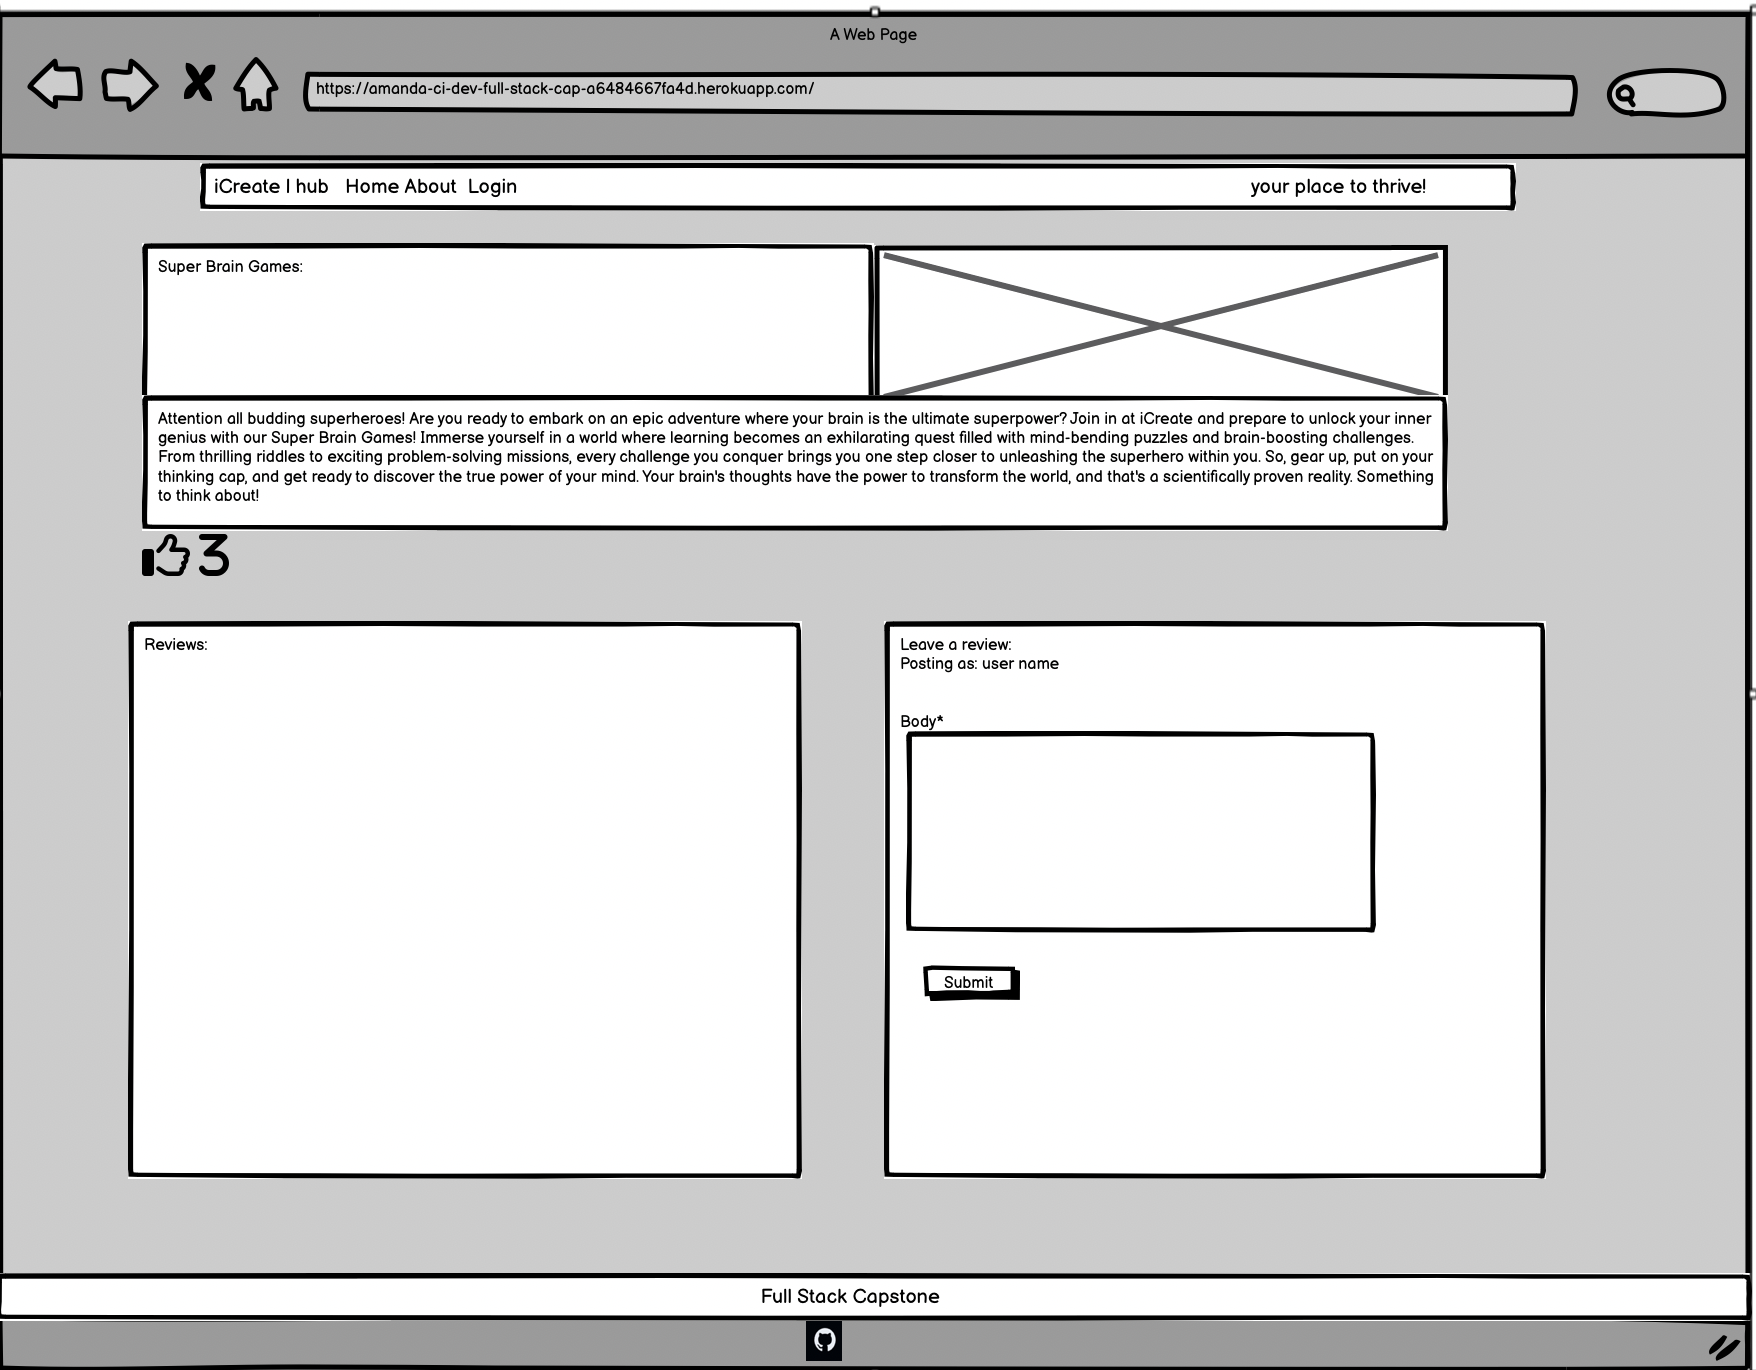 A Web Page
https://amanda-ci-dev-full-stack-cap-a6484667fa4d.herokuapp.com/
iCreate I hub Home About Login your place to thrive!
Super Brain Games:
Attention all budding superheroes! Are you ready to embark on an epic adventure where your brain is the ultimate superpower? Join in at iCreate and prepare to unlock your inner
genius with our Super Brain Games! Immerse yourself in a world where learning becomes an exhilarating quest filled with mind-bending puzzles and brain-boosting challenges.
From thrilling riddles to exciting problem-solving missions, every challenge you conquer brings you one step closer to unleashing the superhero within you. So, gear up, put on your
thinking cap, and get ready to discover the true power of your mind. Your brain's thoughts have the power to transform the world, and that's a scientifically proven reality. Something
to think about!
3
Reviews:
Leave a review:
Posting as: user name
Body*
Submit
Full Stack Capstone